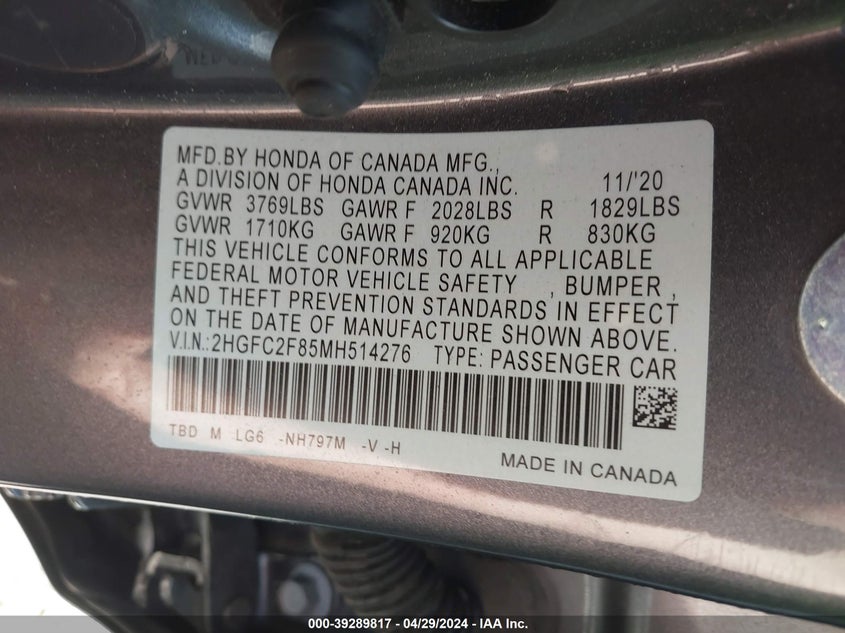 MFD.BY HONDA OF CANADA MFG.,
A DIVISION OF HONDA CANADA INC. 11/'20
GVWR 3769LBS GAWR F 2028LBS R 1829LBS
GVWR 1710KG GAWR F 920KG R 830KG
THIS VEHICLE CONFORMS TO ALL APPLICABLE
FEDERAL MOTOR VEHICLE SAFETY , BUMPER ,
AND THEFT PREVENTION STANDARDS IN EFFECT
ON THE DATE OF MANUFACTURE SHOWN ABOVE.
V.I.N.:2HGFC2F85MH514276 TYPE: PASSENGER CAR
TBD M LG6 -NH797M -V -H
MADE IN CANADA
000-39289817 - 04/29/2024 - IAA Inc.